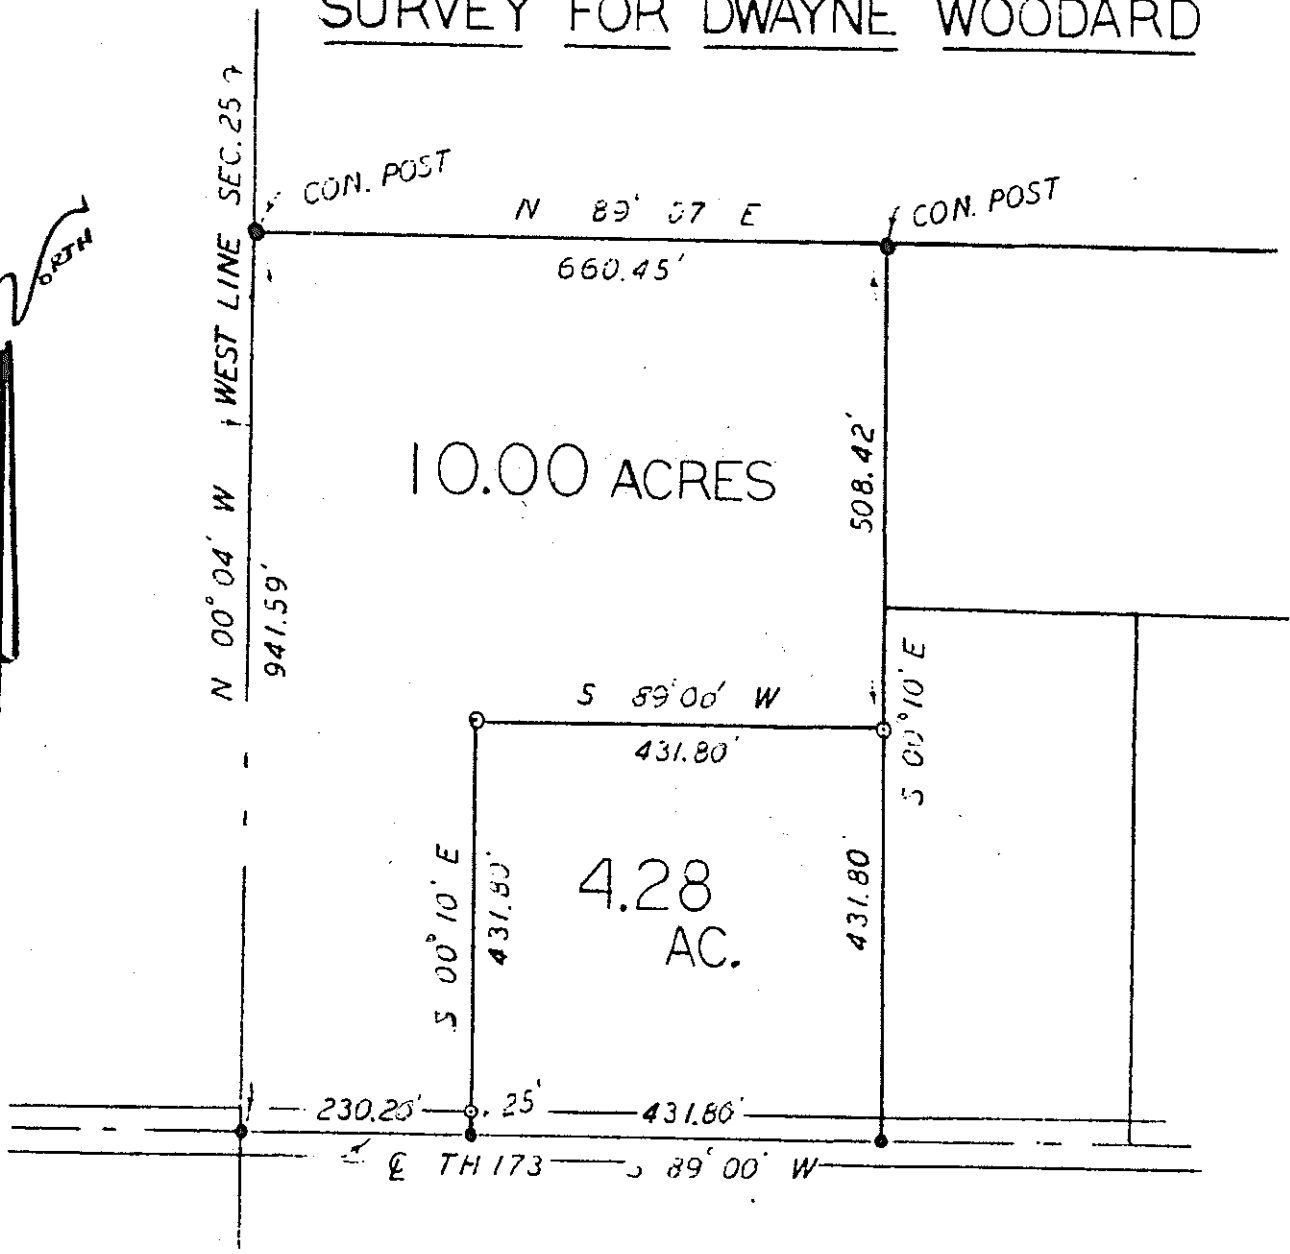 SURVEY FOR DWAYNE WOODARD
WEST LINE SEC. 25
CON. POST
CON. POST
N 89° 07 E
660.45'
ORTH
10.00 ACRES
508.42'
N 00° 04' W
941.59'
S 89° 00' W
431.80'
S 00° 10' E
S 00° 10' E
431.80'
4.28
AC.
431.80'
230.20'
25'
431.80'
℄ TH 173
S 89° 00' W